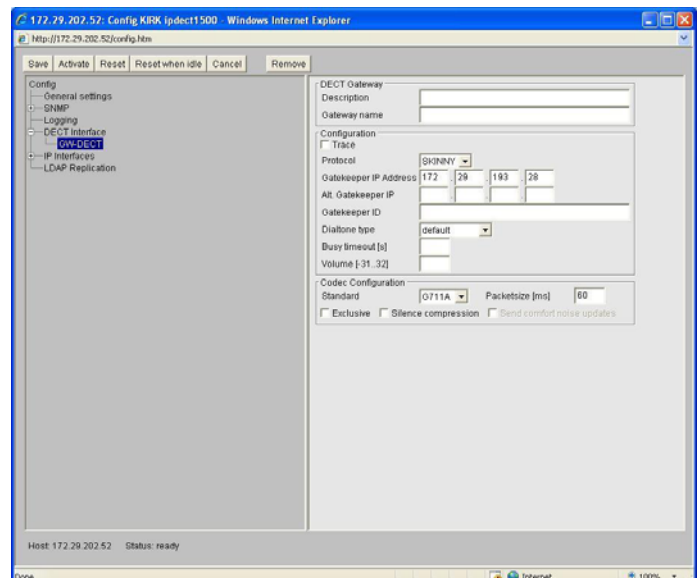 172.29.202.52: Config KIRK ipdect1500 - Windows Internet Explorer
http://172.29.202.52/config.htm
Save Activate Reset Reset when idle Cancel Remove
Config
General settings
SNMP
Logging
DECT Interface
GW-DECT
IP Interfaces
LDAP Replication
DECT Gateway
Description
Gateway name
Configuration
Trace
Protocol SKINNY
Gatekeeper IP Address 172 . 29 . 193 . 28
Alt. Gatekeeper IP . . .
Gatekeeper ID
Dialtone type default
Busy timeout [s]
Volume [-31..32]
Codec Configuration
Standard G711A Packetsize [ms] 60
Exclusive Silence compression Send comfort noise updates
Host: 172.29.202.52 Status: ready
Done Internet 100%